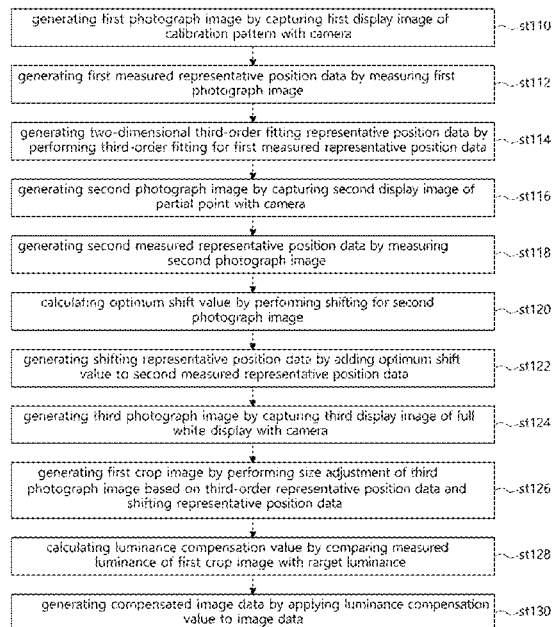 generating first photograph image by capturing first display image of
calibration pattern with camera
st110
generating first measured representative position data by measuring first
photograph image
st112
generating two-dimensional third-order fitting representative position data by
performing third-order fitting for first measured representative position data
st114
generating second photograph image by capturing second display image of
partial point with camera
st116
generating second measured representative position data by measuring
second photograph image
st118
calculating optimum shift value by performing shifting for second
photograph image
st120
generating shifting representative position data by adding optimum shift
value to second measured representative position data
st122
generating third photograph image by capturing third display image of full
white display with camera
st124
generating first crop image by performing size adjustment of third
photograph image based on third-order representative position data and
shifting representative position data
st126
calculating luminance compensation value by comparing measured
luminance of first crop image with rarget luminance
st128
generating compensated image data by applying luminance compensation
value to image data
st130